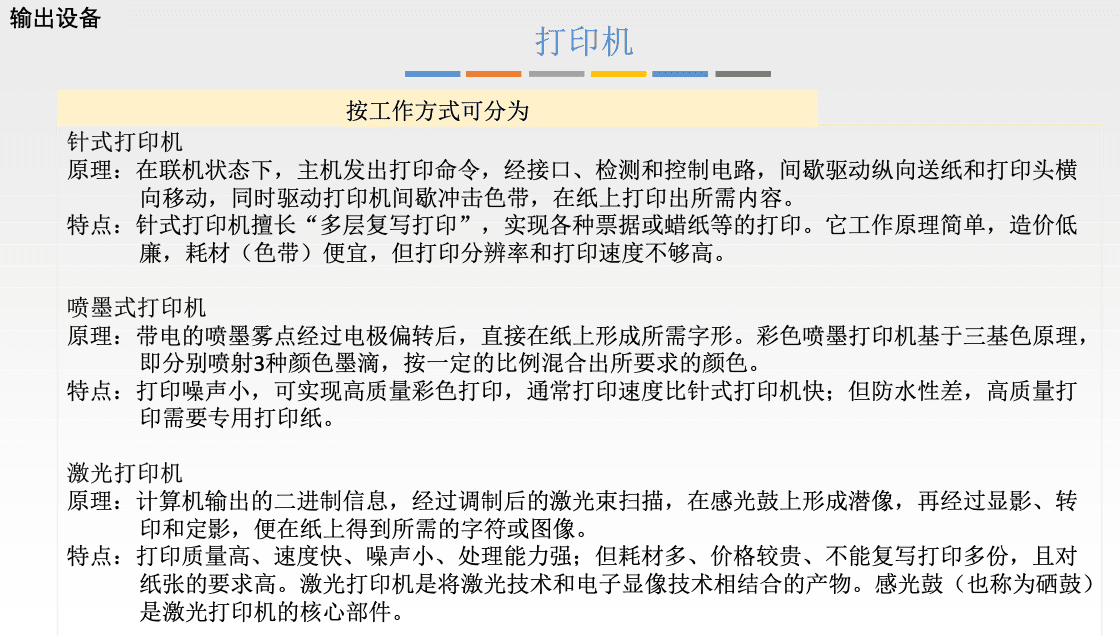 输出设备
打印机
按工作方式可分为
针式打印机
原理：在联机状态下，主机发出打印命令，经接口、检测和控制电路，间歇驱动纵向送纸和打印头横
向移动，同时驱动打印机间歇冲击色带，在纸上打印出所需内容。
特点：针式打印机擅长“多层复写打印”，实现各种票据或蜡纸等的打印。它工作原理简单，造价低
廉，耗材（色带）便宜，但打印分辨率和打印速度不够高。
喷墨式打印机
原理：带电的喷墨雾点经过电极偏转后，直接在纸上形成所需字形。彩色喷墨打印机基于三基色原理，
即分别喷射3种颜色墨滴，按一定的比例混合出所要求的颜色。
特点：打印噪声小，可实现高质量彩色打印，通常打印速度比针式打印机快；但防水性差，高质量打
印需要专用打印纸。
激光打印机
原理：计算机输出的二进制信息，经过调制后的激光束扫描，在感光鼓上形成潜像，再经过显影、转
印和定影，便在纸上得到所需的字符或图像。
特点：打印质量高、速度快、噪声小、处理能力强；但耗材多、价格较贵、不能复写打印多份，且对
纸张的要求高。激光打印机是将激光技术和电子显像技术相结合的产物。感光鼓（也称为硒鼓）
是激光打印机的核心部件。